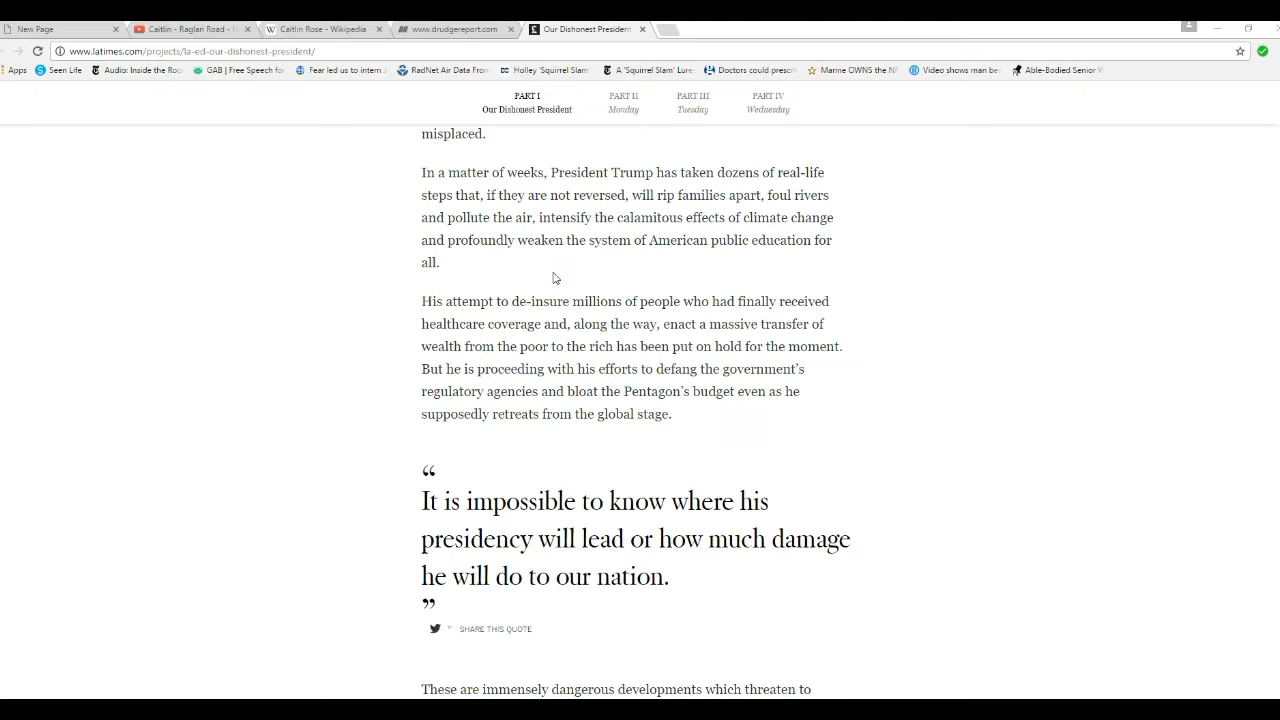 New Page
Caitlin - Raglan Road -
Caitlin Rose - Wikipedia
www.drudgereport.com
Our Dishonest President
www.latimes.com/projects/la-ed-our-dishonest-president/
Apps
Seen Life
Audio: Inside the Roo
GAB | Free Speech for
Fear led us to intern J
RadNet Air Data From
Holley 'Squirrel Slam'
A 'Squirrel Slam' Lure
Doctors could prescr
Marine OWNS the NF
Video shows man be
Able-Bodied Senior
PART I
Our Dishonest President
PART II
Monday
PART III
Tuesday
PART IV
Wednesday
misplaced.
In a matter of weeks, President Trump has taken dozens of real-life
steps that, if they are not reversed, will rip families apart, foul rivers
and pollute the air, intensify the calamitous effects of climate change
and profoundly weaken the system of American public education for
all.
His attempt to de-insure millions of people who had finally received
healthcare coverage and, along the way, enact a massive transfer of
wealth from the poor to the rich has been put on hold for the moment.
But he is proceeding with his efforts to defang the government’s
regulatory agencies and bloat the Pentagon’s budget even as he
supposedly retreats from the global stage.
“
It is impossible to know where his
presidency will lead or how much damage
he will do to our nation.
”
SHARE THIS QUOTE
These are immensely dangerous developments which threaten to